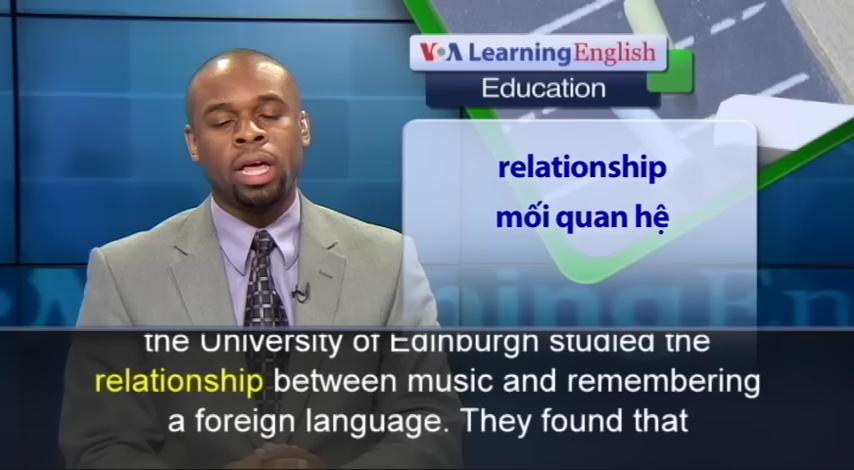 VOA Learning English
Education
relationship
mối quan hệ
the University of Edinburgh studied the
relationship between music and remembering
a foreign language. They found that